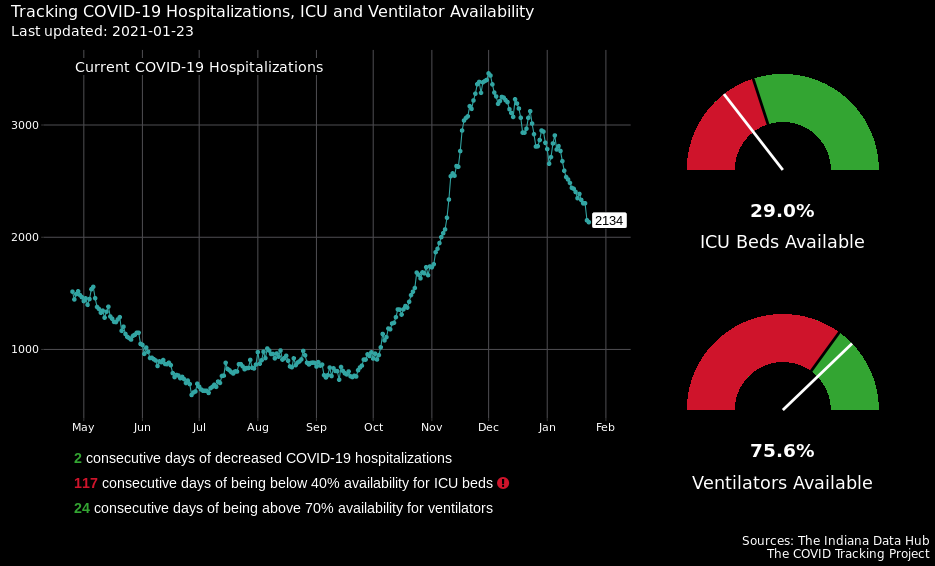 Tracking COVID-19 Hospitalizations, ICU and Ventilator Availability
Last updated: 2021-01-23
Current COVID-19 Hospitalizations
3000
2000
1000
2134
May Jun Jul Aug Sep Oct Nov Dec Jan Feb
29.0%
ICU Beds Available
75.6%
Ventilators Available
2 consecutive days of decreased COVID-19 hospitalizations
117 consecutive days of being below 40% availability for ICU beds !
24 consecutive days of being above 70% availability for ventilators
Sources: The Indiana Data Hub
The COVID Tracking Project